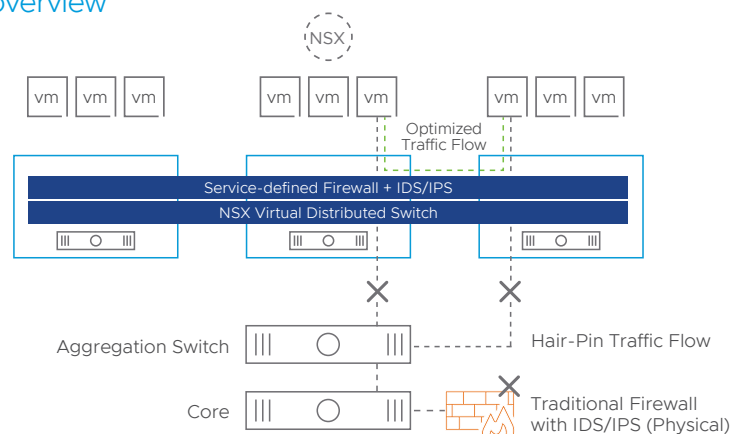 overview
NSX
vm vm vm
vm vm vm
vm vm vm
Optimized
Traffic Flow
Service-defined Firewall + IDS/IPS
NSX Virtual Distributed Switch
Aggregation Switch
Hair-Pin Traffic Flow
Core
Traditional Firewall
with IDS/IPS (Physical)